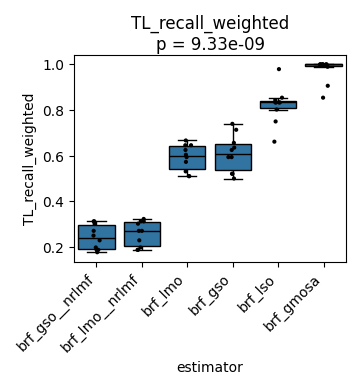 TL_recall_weighted
p = 9.33e-09
TL_recall_weighted
1.0
0.8
0.6
0.4
0.2
brf_gso__nrlmf
brf_lmo__nrlmf
brf_lmo
brf_gso
brf_lso
brf_gmosa
estimator